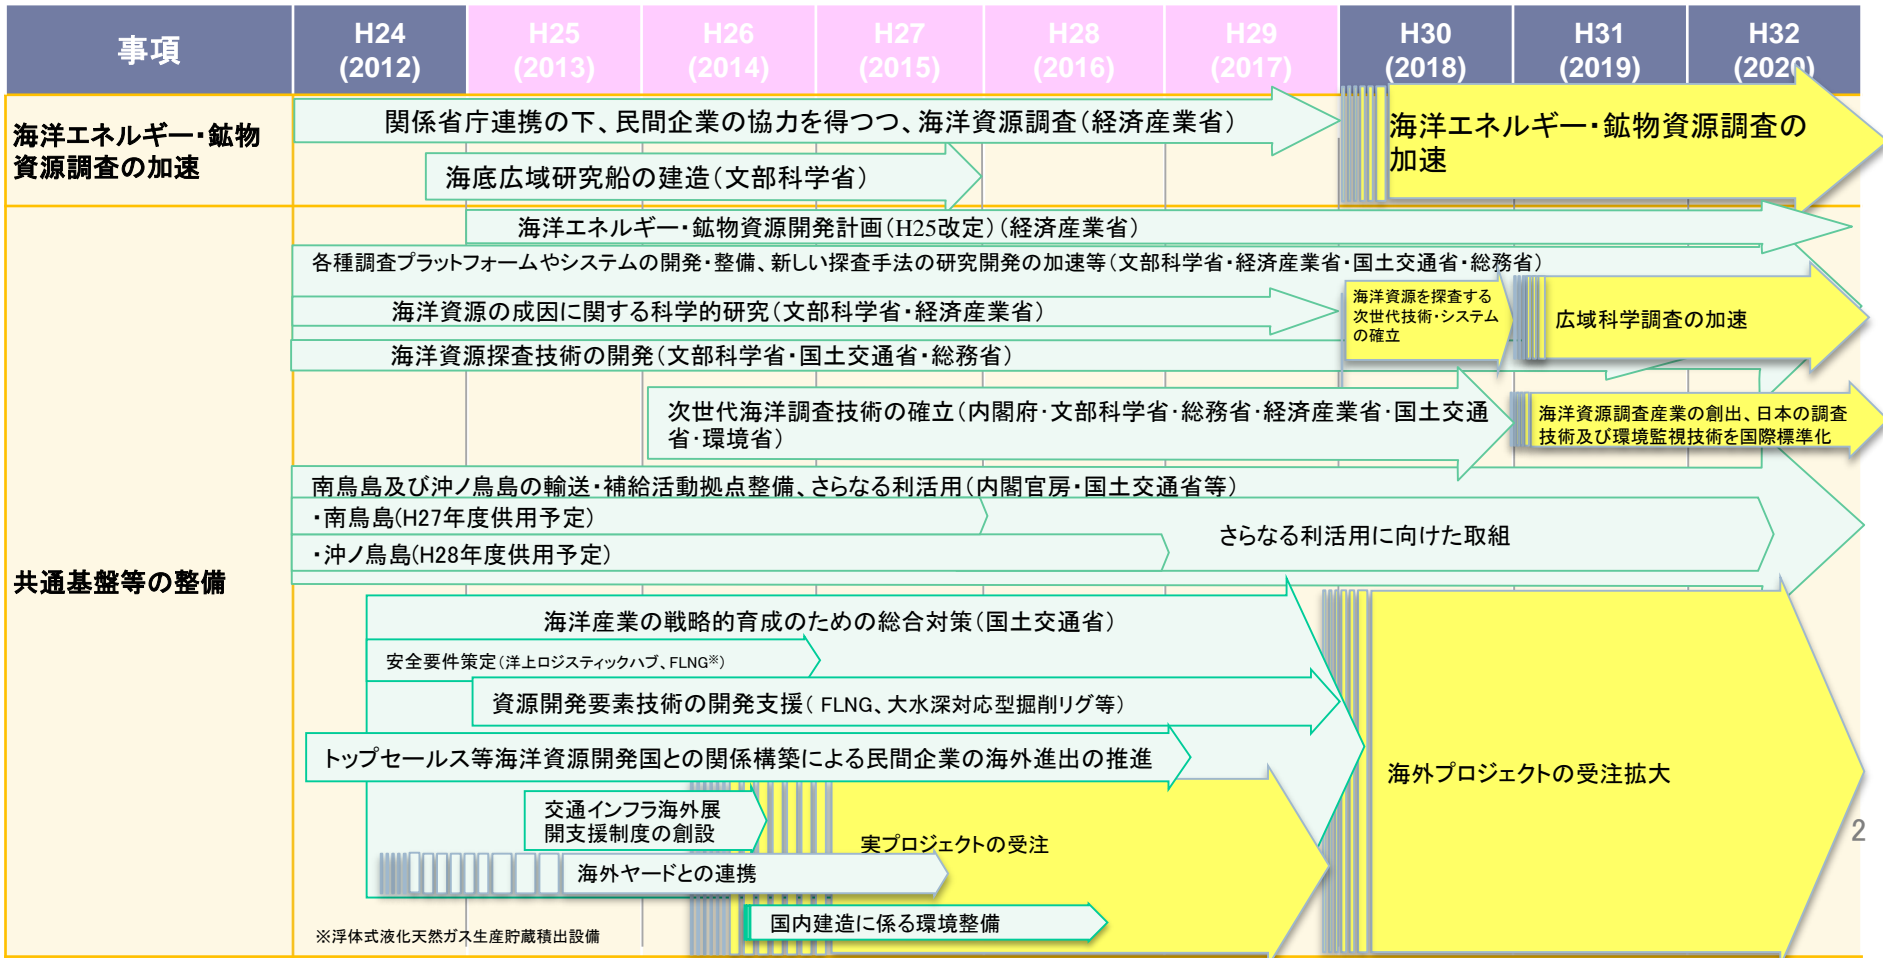 事項
H24
(2012)
H25
(2013)
H26
(2014)
H27
(2015)
H28
(2016)
H29
(2017)
H30
(2018)
H31
(2019)
H32
(2020)
海洋エネルギー・鉱物
資源調査の加速
関係省庁連携の下、民間企業の協力を得つつ、海洋資源調査(経済産業省)
海底広域研究船の建造(文部科学省)
海洋エネルギー・鉱物資源調査の
加速
共通基盤等の整備
海洋エネルギー・鉱物資源開発計画(H25改定)(経済産業省)
各種調査プラットフォームやシステムの開発・整備、新しい探査手法の研究開発の加速等(文部科学省・経済産業省・国土交通省・総務省)
海洋資源の成因に関する科学的研究(文部科学省・経済産業省)
海洋資源を探査する
次世代技術・システム
の確立
広域科学調査の加速
海洋資源探査技術の開発(文部科学省・国土交通省・総務省)
次世代海洋調査技術の確立(内閣府・文部科学省・総務省・経済産業省・国土交通
省・環境省)
海洋資源調査産業の創出、日本の調査
技術及び環境監視技術を国際標準化
南鳥島及び沖ノ鳥島の輸送・補給活動拠点整備、さらなる利活用(内閣官房・国土交通省等)
・南鳥島(H27年度供用予定)
・沖ノ鳥島(H28年度供用予定)
さらなる利活用に向けた取組
海洋産業の戦略的育成のための総合対策(国土交通省)
安全要件策定(洋上ロジスティックハブ、FLNG※)
資源開発要素技術の開発支援( FLNG、大水深対応型掘削リグ等)
トップセールス等海洋資源開発国との関係構築による民間企業の海外進出の推進
交通インフラ海外展
開支援制度の創設
実プロジェクトの受注
海外プロジェクトの受注拡大
海外ヤードとの連携
国内建造に係る環境整備
※浮体式液化天然ガス生産貯蔵積出設備
2